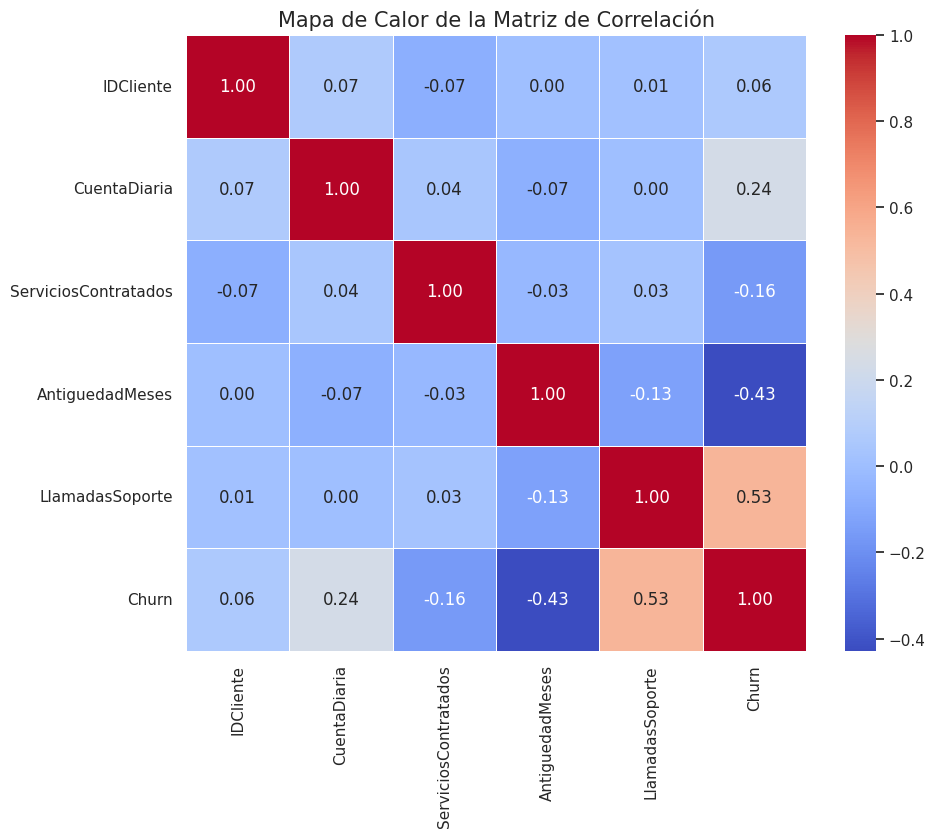 Mapa de Calor de la Matriz de Correlación
IDCliente 1.00 0.07 -0.07 0.00 0.01 0.06
CuentaDiaria 0.07 1.00 0.04 -0.07 0.00 0.24
ServiciosContratados -0.07 0.04 1.00 -0.03 0.03 -0.16
AntiguedadMeses 0.00 -0.07 -0.03 1.00 -0.13 -0.43
LlamadasSoporte 0.01 0.00 0.03 -0.13 1.00 0.53
Churn 0.06 0.24 -0.16 -0.43 0.53 1.00
IDCliente
CuentaDiaria
ServiciosContratados
AntiguedadMeses
LlamadasSoporte
Churn
1.0
0.8
0.6
0.4
0.2
0.0
−0.2
−0.4